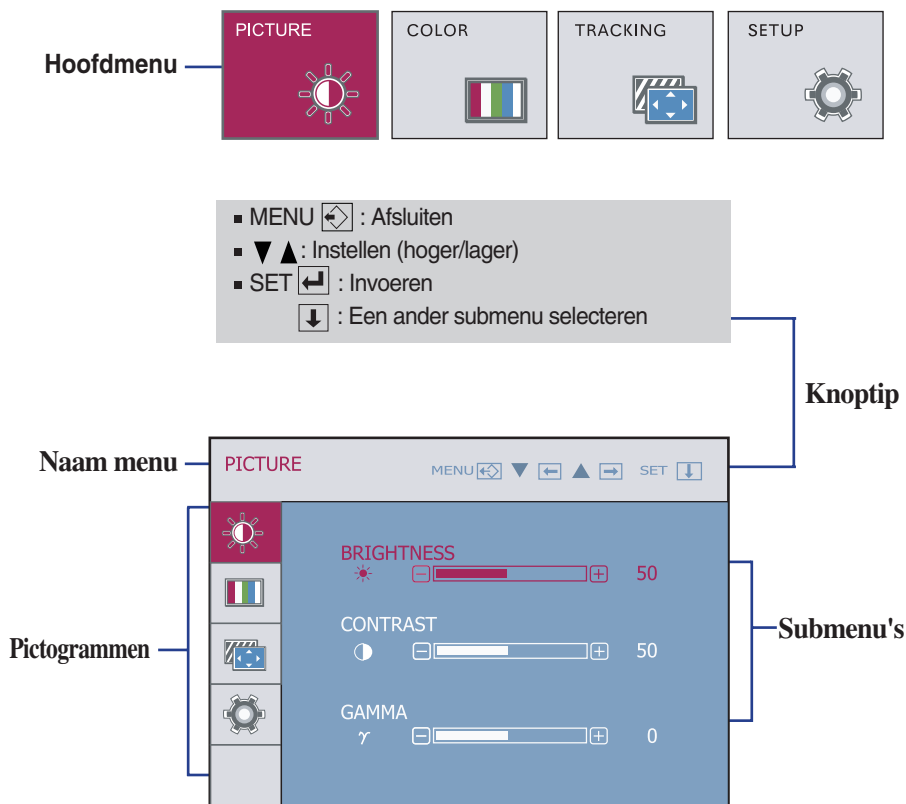 PICTURE COLOR TRACKING SETUP
Hoofdmenu
MENU : Afsluiten
: Instellen (hoger/lager)
SET : Invoeren
: Een ander submenu selecteren
Knoptip
Naam menu
PICTURE MENU SET
BRIGHTNESS
50
CONTRAST
50
Submenu's
Pictogrammen
GAMMA
γ 0